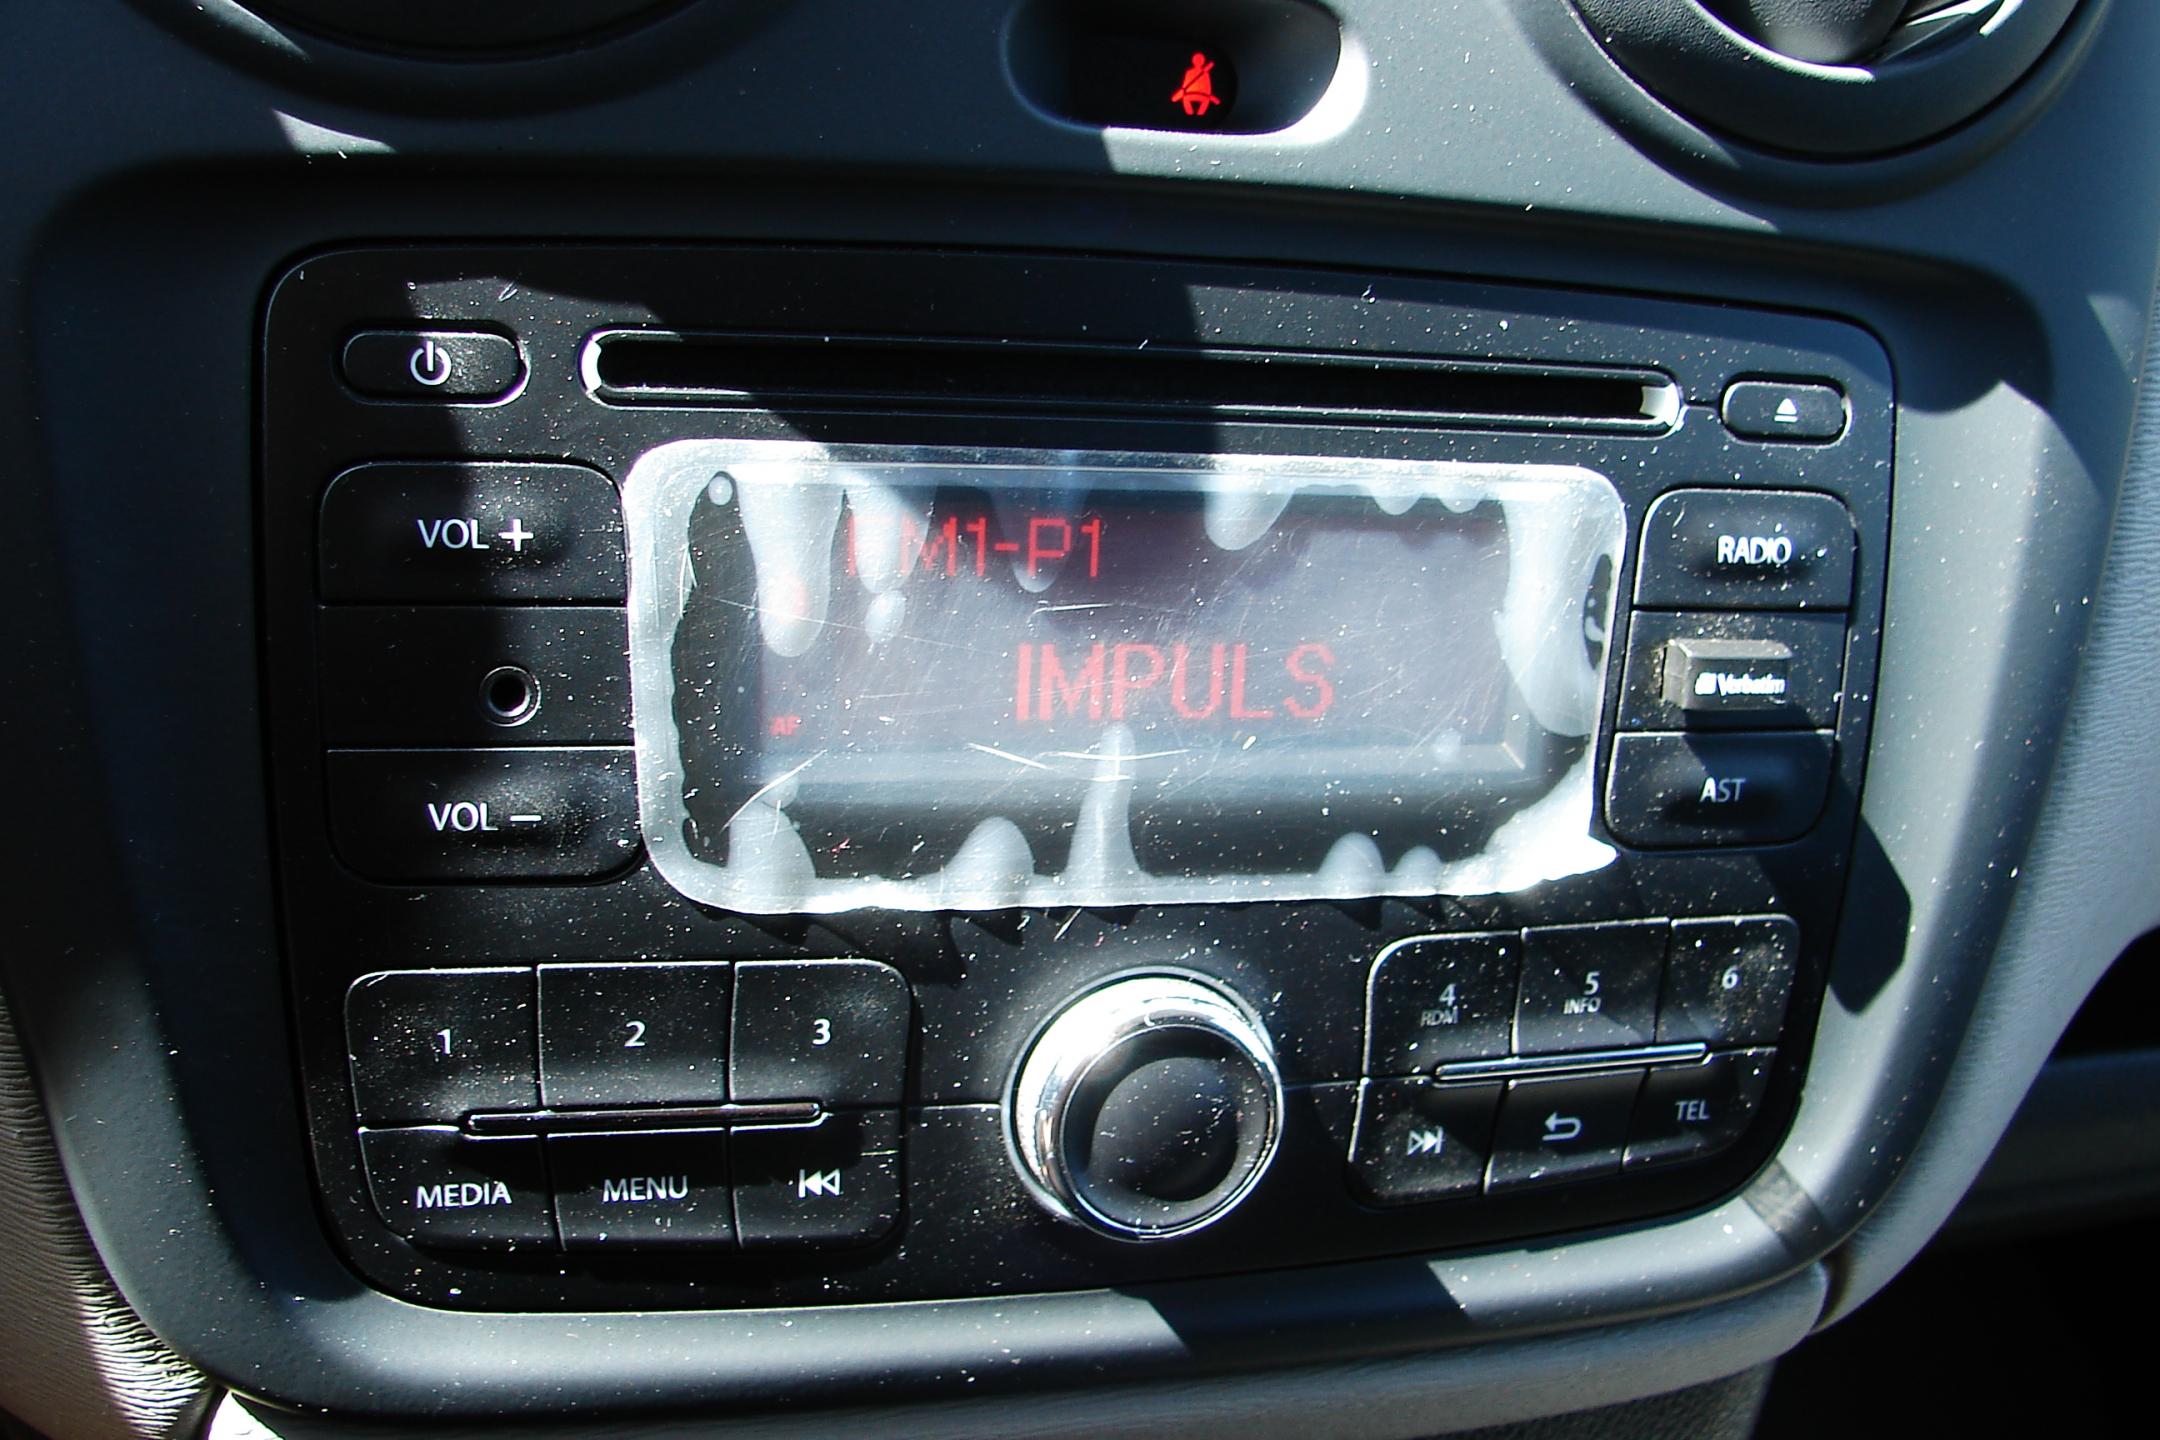 VOL +
FM1-P1
RADIO
IMPULS
Verbatim
AF
AST
VOL –
1
2
3
4
RDM
5
INFO
6
MEDIA
MENU
TEL